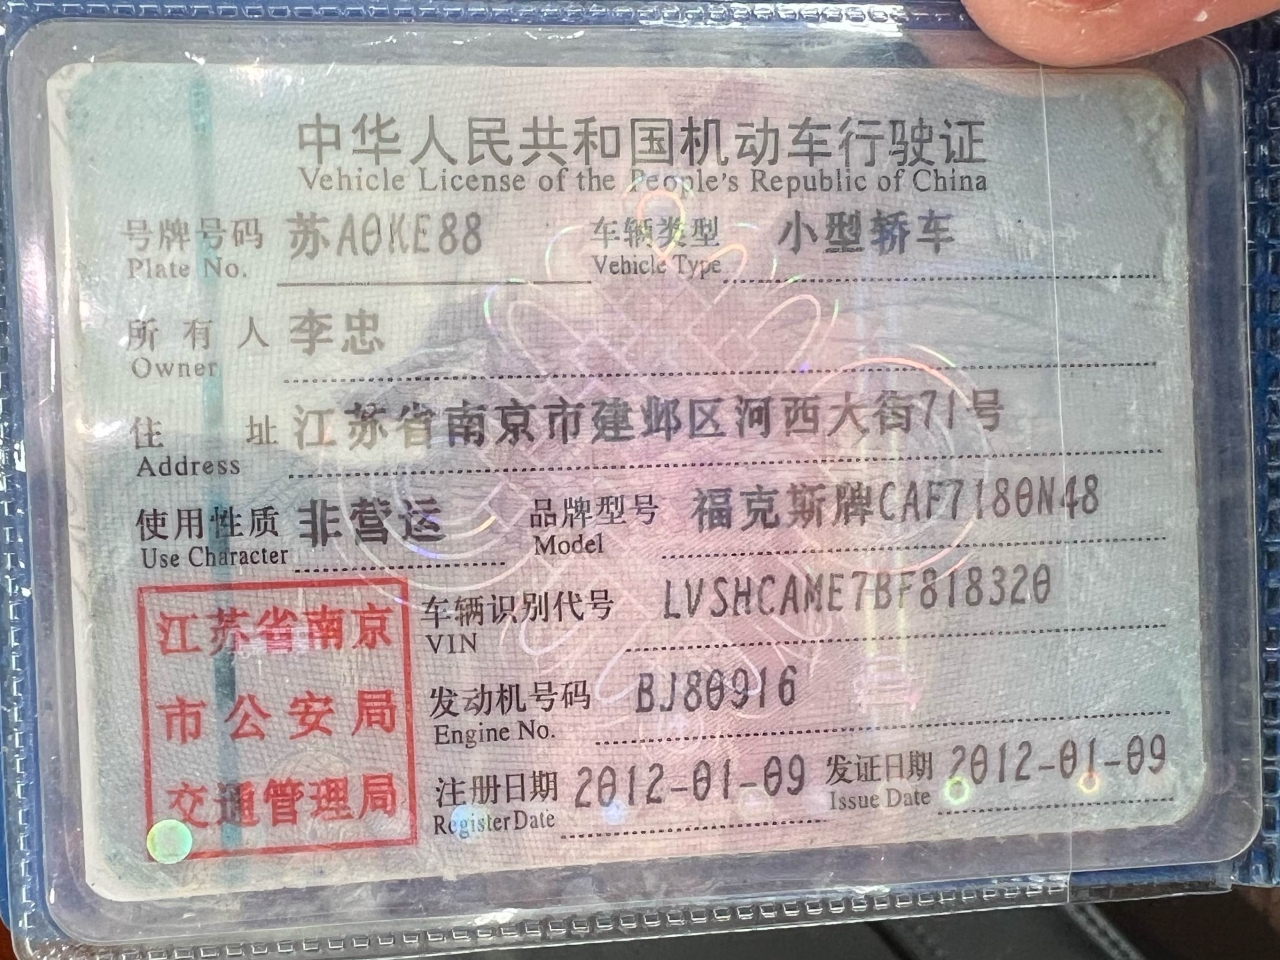 中华人民共和国机动车行驶证
Vehicle License of the People's Republic of China
号牌号码 苏A0KE88 车辆类型 小型轿车
Plate No. Vehicle Type
所有人 李忠
Owner
住址 江苏省南京市建邺区河西大街71号
Address
使用性质 非营运 品牌型号 福克斯牌CAF7180N48
Use Character Model
江苏省南京
市公安局
交通管理局
车辆识别代号 LVSHCAME7BF818320
VIN
发动机号码 BJ80916
Engine No.
注册日期 2012-01-09 发证日期 2012-01-09
Register Date Issue Date